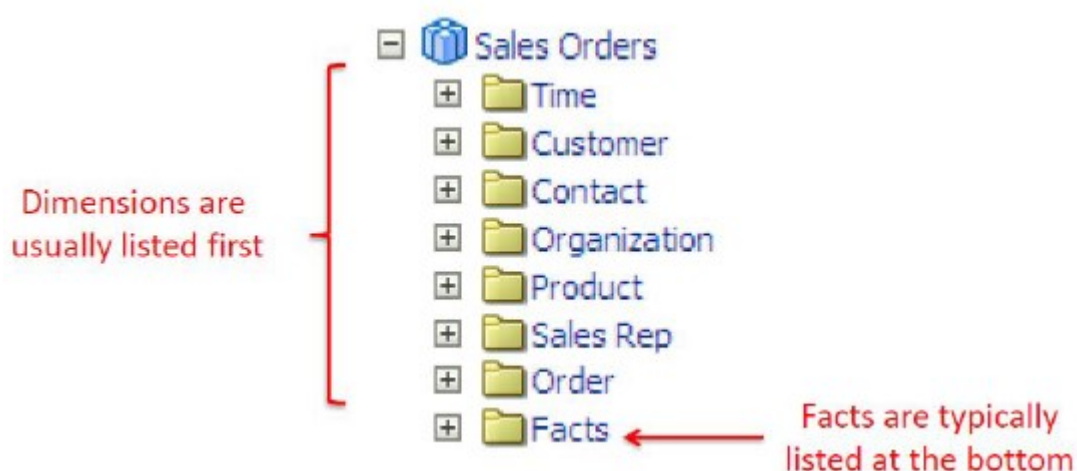 Sales Orders
Time
Customer
Contact
Organization
Product
Sales Rep
Order
Facts
Dimensions are
usually listed first
Facts are typically
listed at the bottom